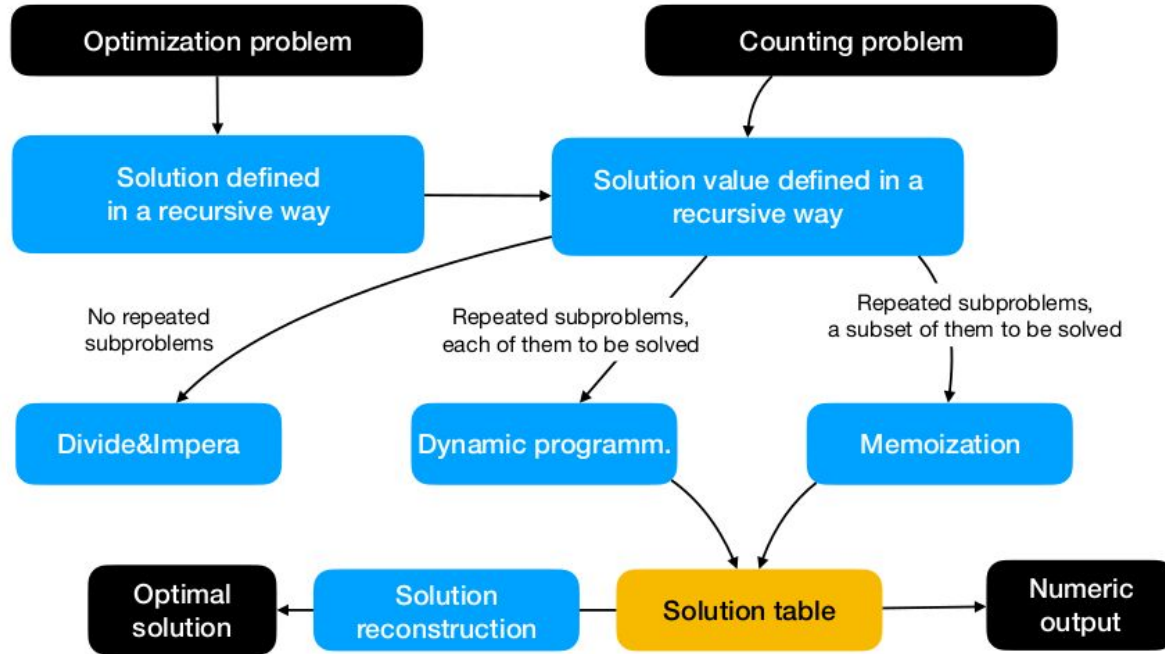 Optimization problem
Counting problem
Solution defined
in a recursive way
Solution value defined in a
recursive way
No repeated
subproblems
Repeated subproblems,
each of them to be solved
Repeated subproblems,
a subset of them to be solved
Divide&Impera
Dynamic programm.
Memoization
Optimal
solution
Solution
reconstruction
Solution table
Numeric
output